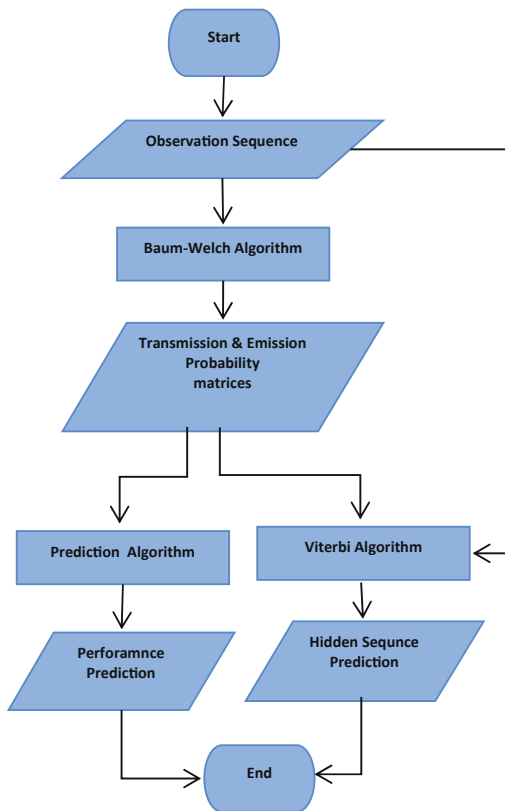 Start
Observation Sequence
Baum-Welch Algorithm
Transmission & Emission
Probability
matrices
Prediction Algorithm
Viterbi Algorithm
Perforamnce
Prediction
Hidden Sequnce
Prediction
End